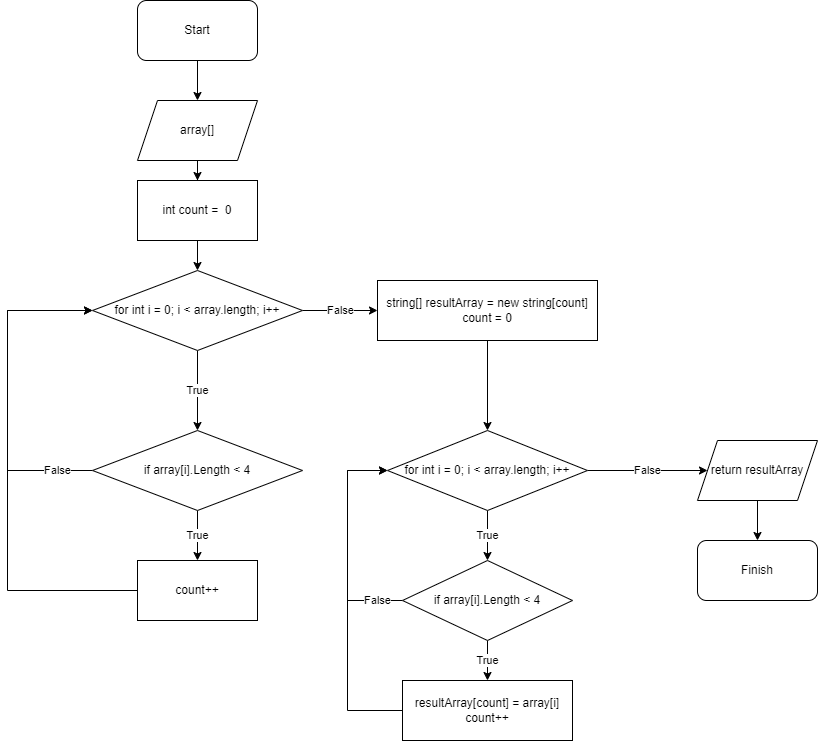 Start
array[]
int count =  0
for int i = 0; i < array.length; i++
False
string[] resultArray = new string[count]
count = 0
True
if array[i].Length < 4
False
True
count++
for int i = 0; i < array.length; i++
False
return resultArray
True
Finish
if array[i].Length < 4
False
True
resultArray[count] = array[i]
count++